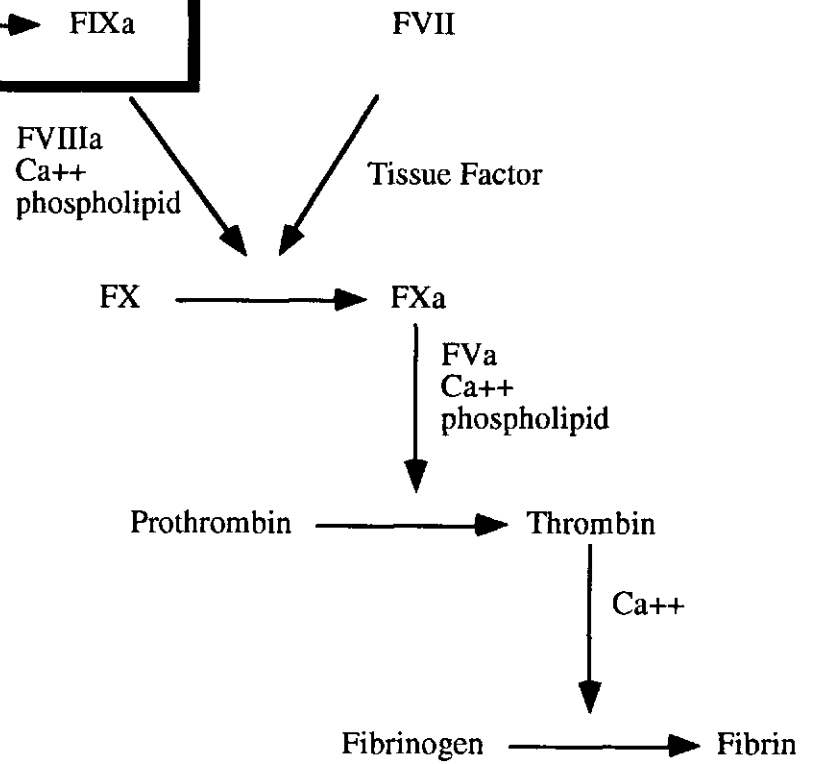 FIXa
FVII
FVIIIa
Ca++
phospholipid
Tissue Factor
FX
FXa
FVa
Ca++
phospholipid
Prothrombin
Thrombin
Ca++
Fibrinogen
Fibrin